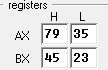 registers
H L
AX 79 35
BX 45 23